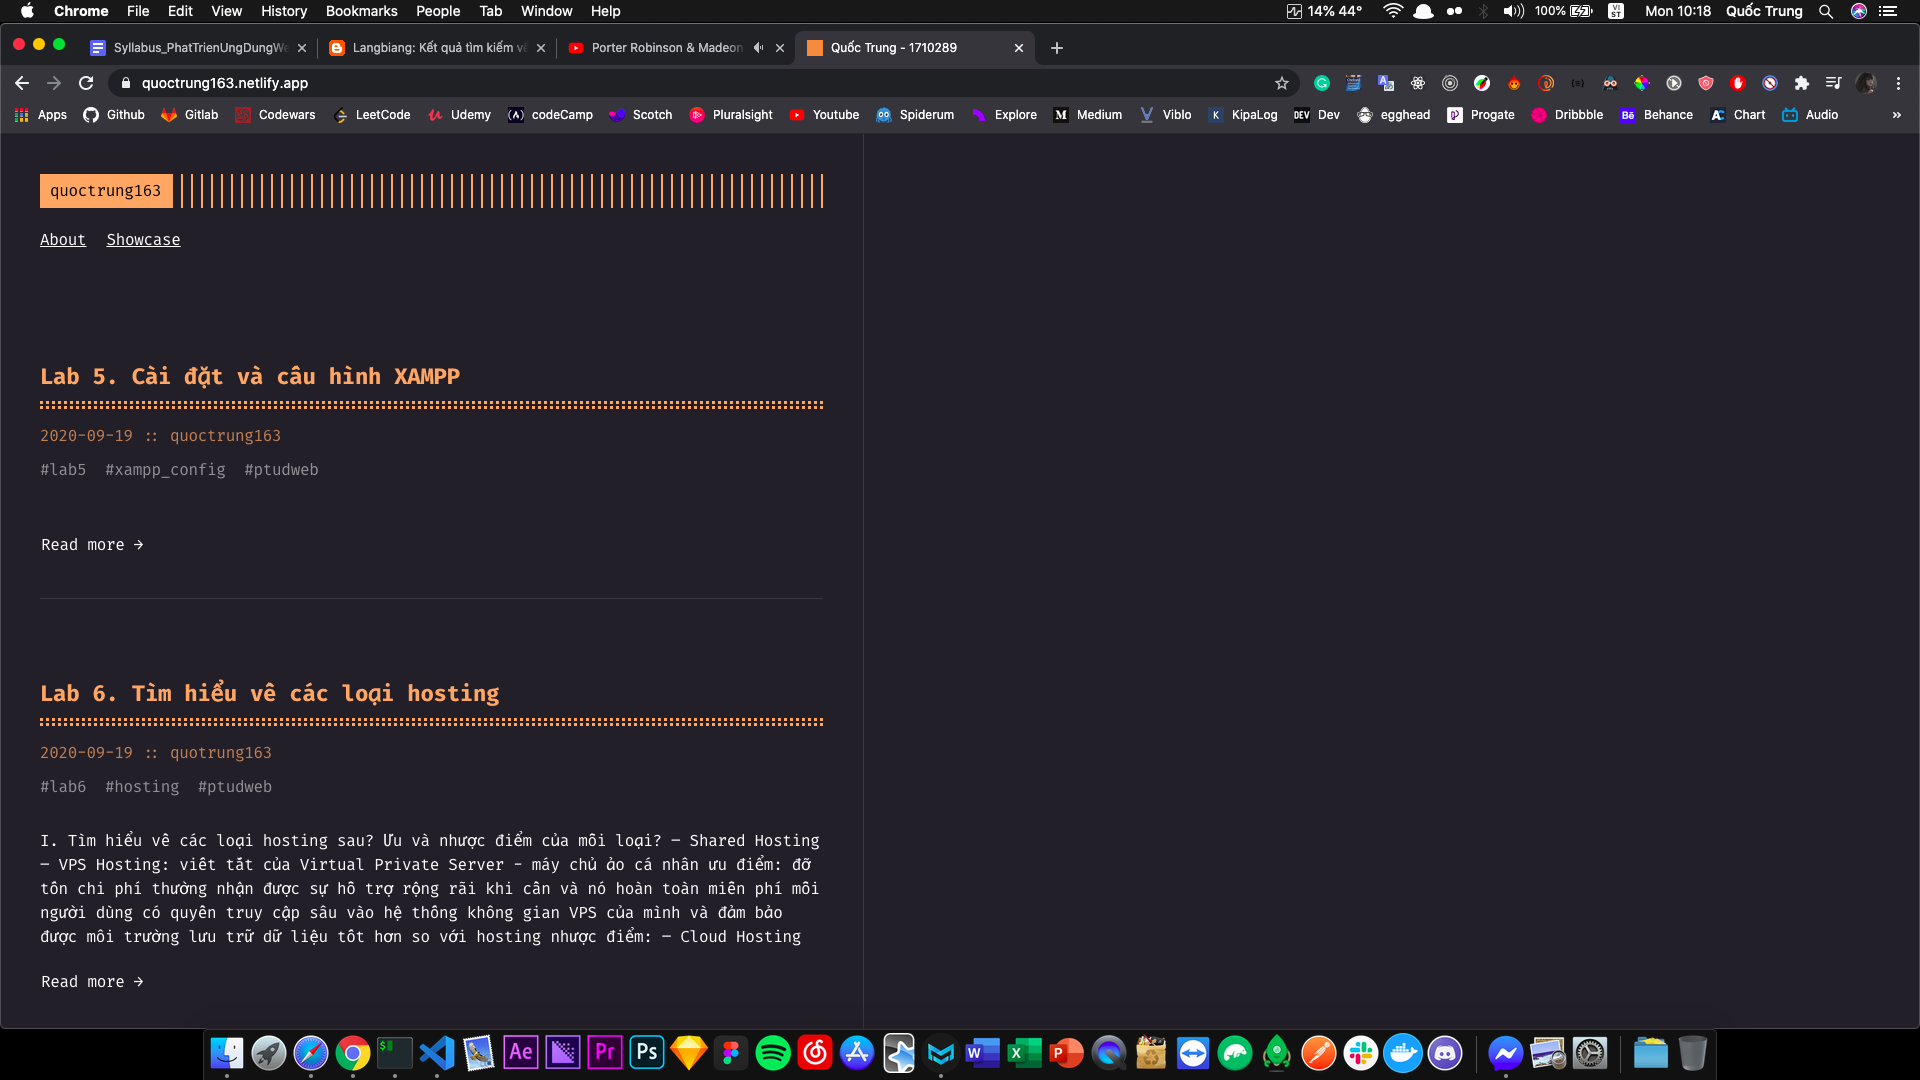 Chrome File Edit View History Bookmarks People Tab Window Help 14% 44° 100% VI ST Mon 10:18 Quốc Trung
Syllabus_PhatTrienUngDungWe Langbiang: Kết quả tìm kiếm về Porter Robinson & Madeon Quốc Trung - 1710289
quoctrung163.netlify.app
Apps Github Gitlab Codewars LeetCode Udemy codeCamp Scotch Pluralsight Youtube Spiderum Explore Medium Viblo KipaLog Dev egghead Progate Dribbble Behance Chart Audio »
quoctrung163
About Showcase
Lab 5. Cài đặt và câu hình XAMPP
2020-09-19 :: quoctrung163
#lab5 #xampp_config #ptudweb
Read more →
Lab 6. Tìm hiểu về các loại hosting
2020-09-19 :: quotrung163
#lab6 #hosting #ptudweb
I. Tìm hiểu về các loại hosting sau? Ưu và nhược điểm của mỗi loại? — Shared Hosting
— VPS Hosting: viết tắt của Virtual Private Server - máy chủ ảo cá nhân ưu điểm: đỡ
tốn chi phí thường nhận được sự hỗ trợ rộng rãi khi cần và nó hoàn toàn miễn phí mỗi
người dùng có quyền truy cập sâu vào hệ thống không gian VPS của mình và đảm bảo
được môi trường lưu trữ dữ liệu tốt hơn so với hosting nhược điểm: — Cloud Hosting
Read more →
Ae Pr Ps W X P